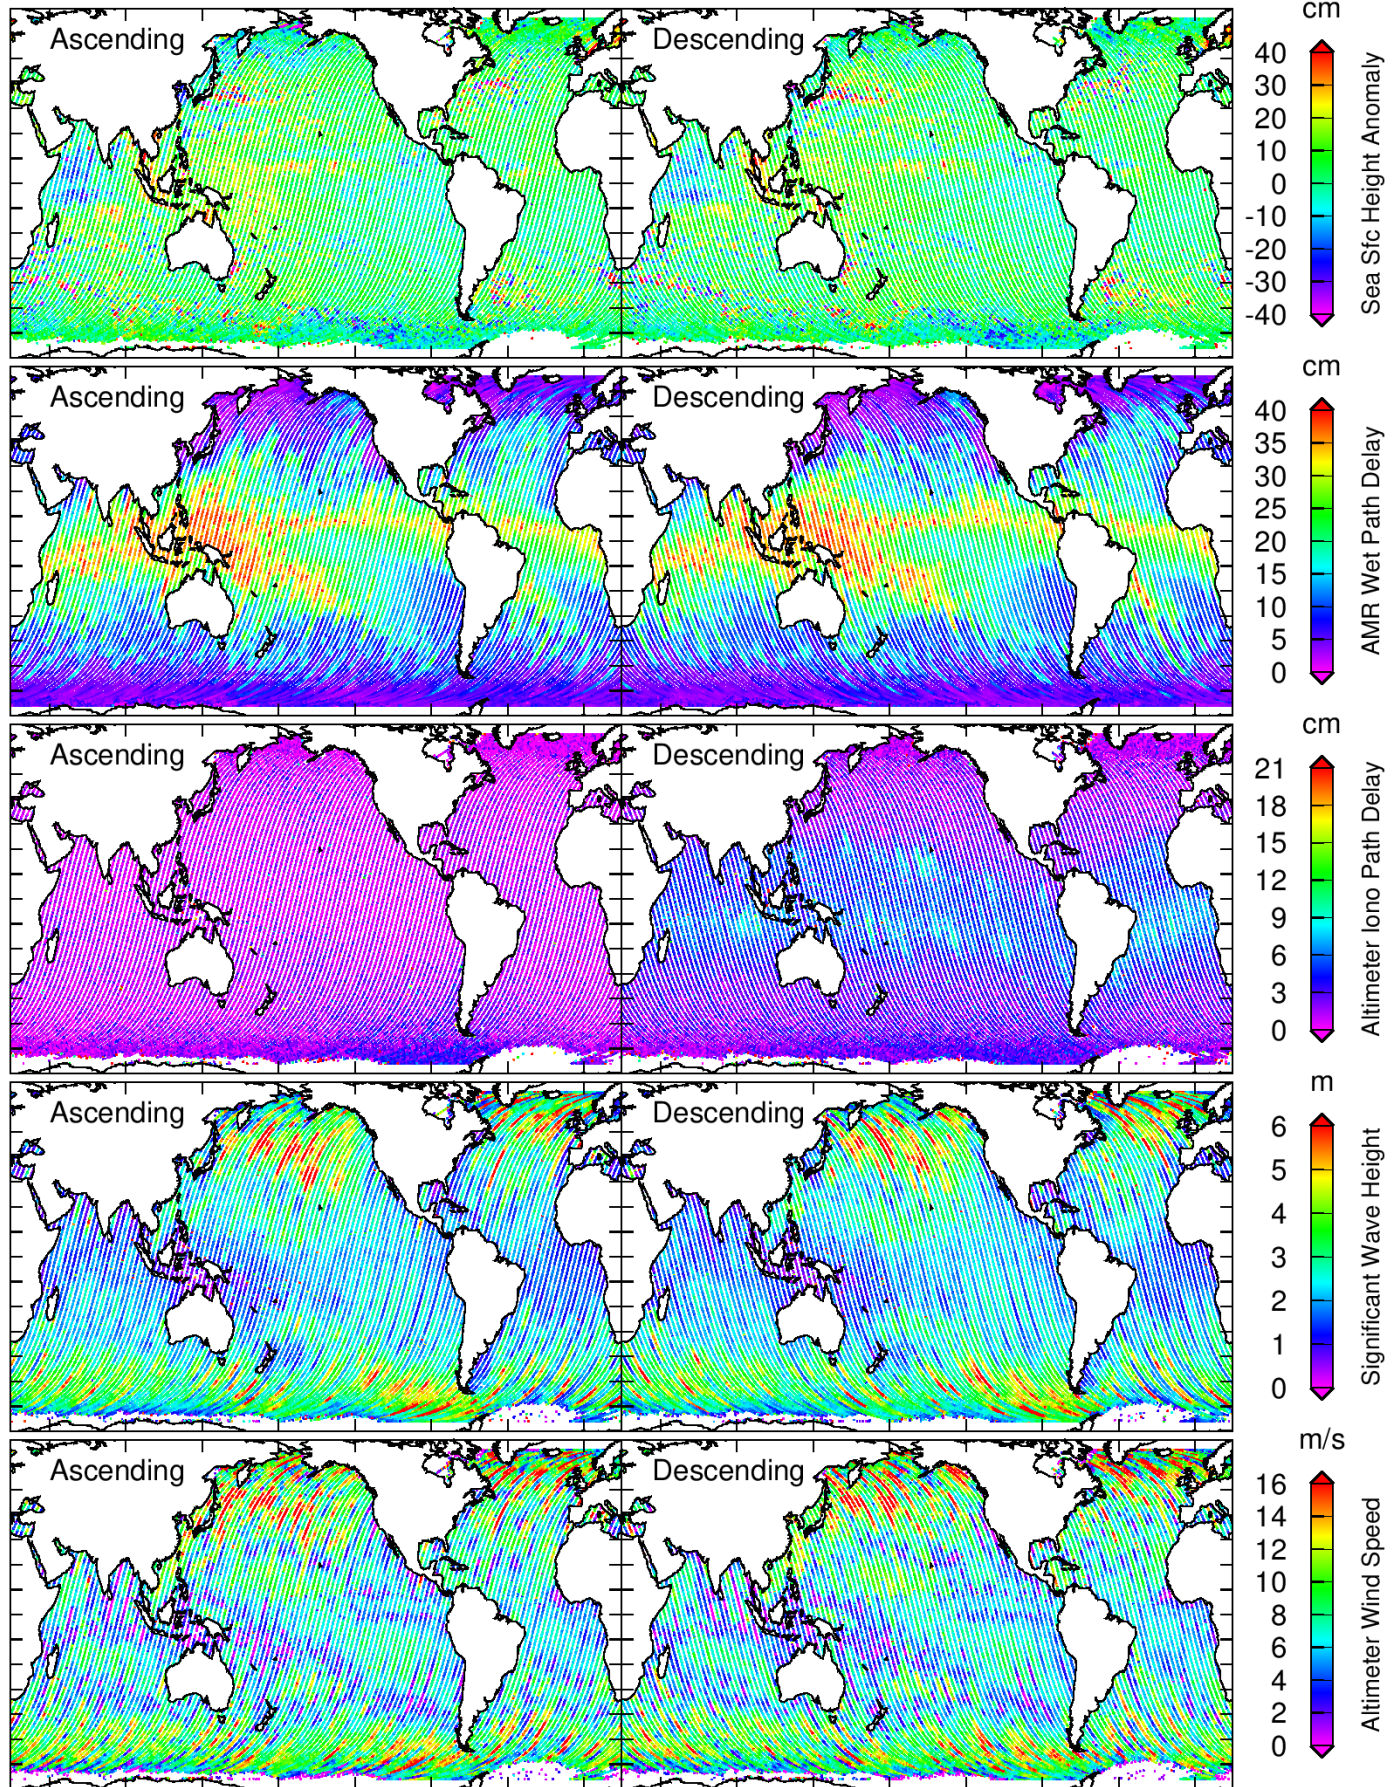 Ascending
Descending
cm
40
30
20
10
0
-10
-20
-30
-40
Sea Sfc Height Anomaly
Ascending
Descending
cm
40
35
30
25
20
15
10
5
0
AMR Wet Path Delay
Ascending
Descending
cm
21
18
15
12
9
6
3
0
Altimeter Iono Path Delay
Ascending
Descending
m
6
5
4
3
2
1
0
Significant Wave Height
Ascending
Descending
m/s
16
14
12
10
8
6
4
2
0
Altimeter Wind Speed